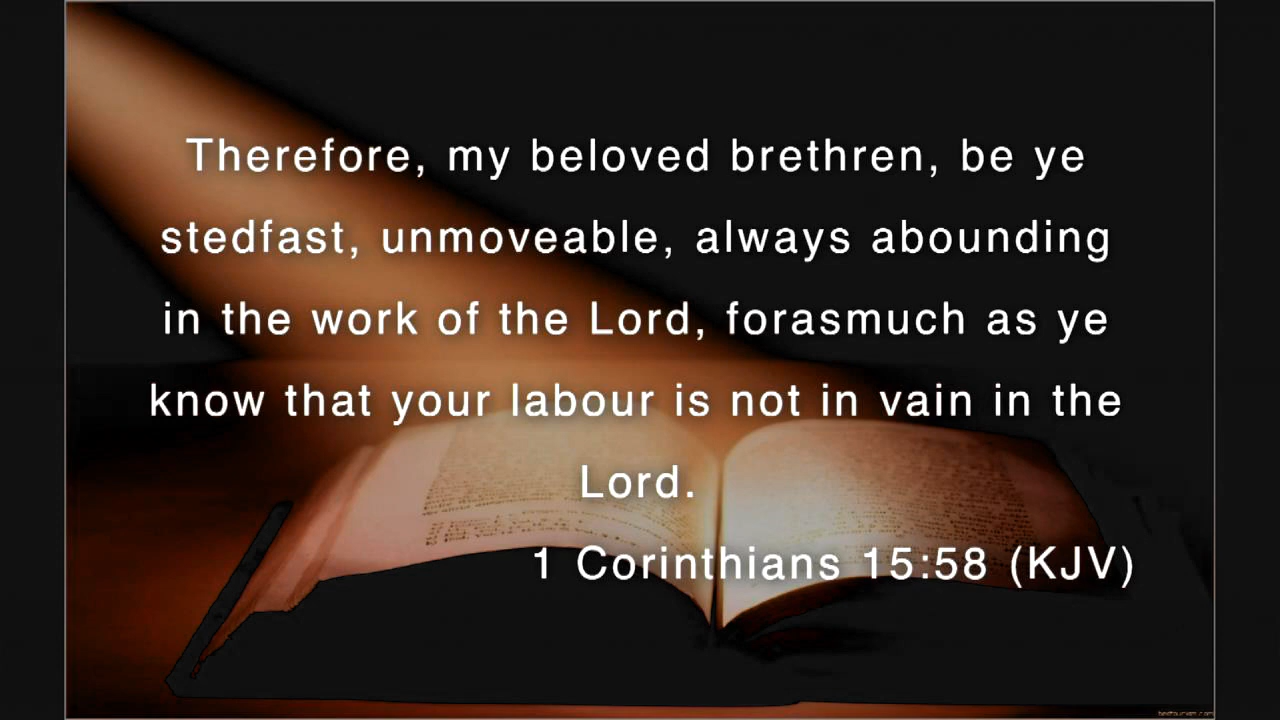 Therefore, my beloved brethren, be ye
stedfast, unmoveable, always abounding
in the work of the Lord, forasmuch as ye
know that your labour is not in vain in the
Lord.
1 Corinthians 15:58 (KJV)